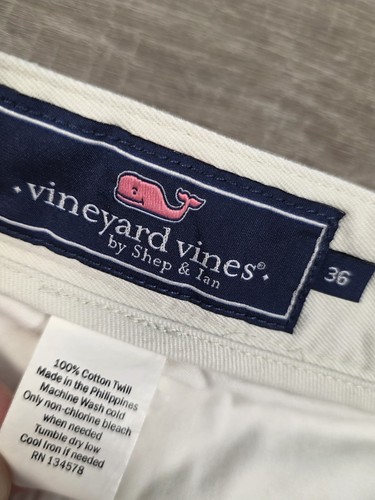 vineyard vines®
by Shep & Ian
36
100% Cotton Twill
Made in the Philippines
Machine Wash cold
Only non-chlorine bleach
when needed
Tumble dry low
Cool Iron if needed
RN 134578